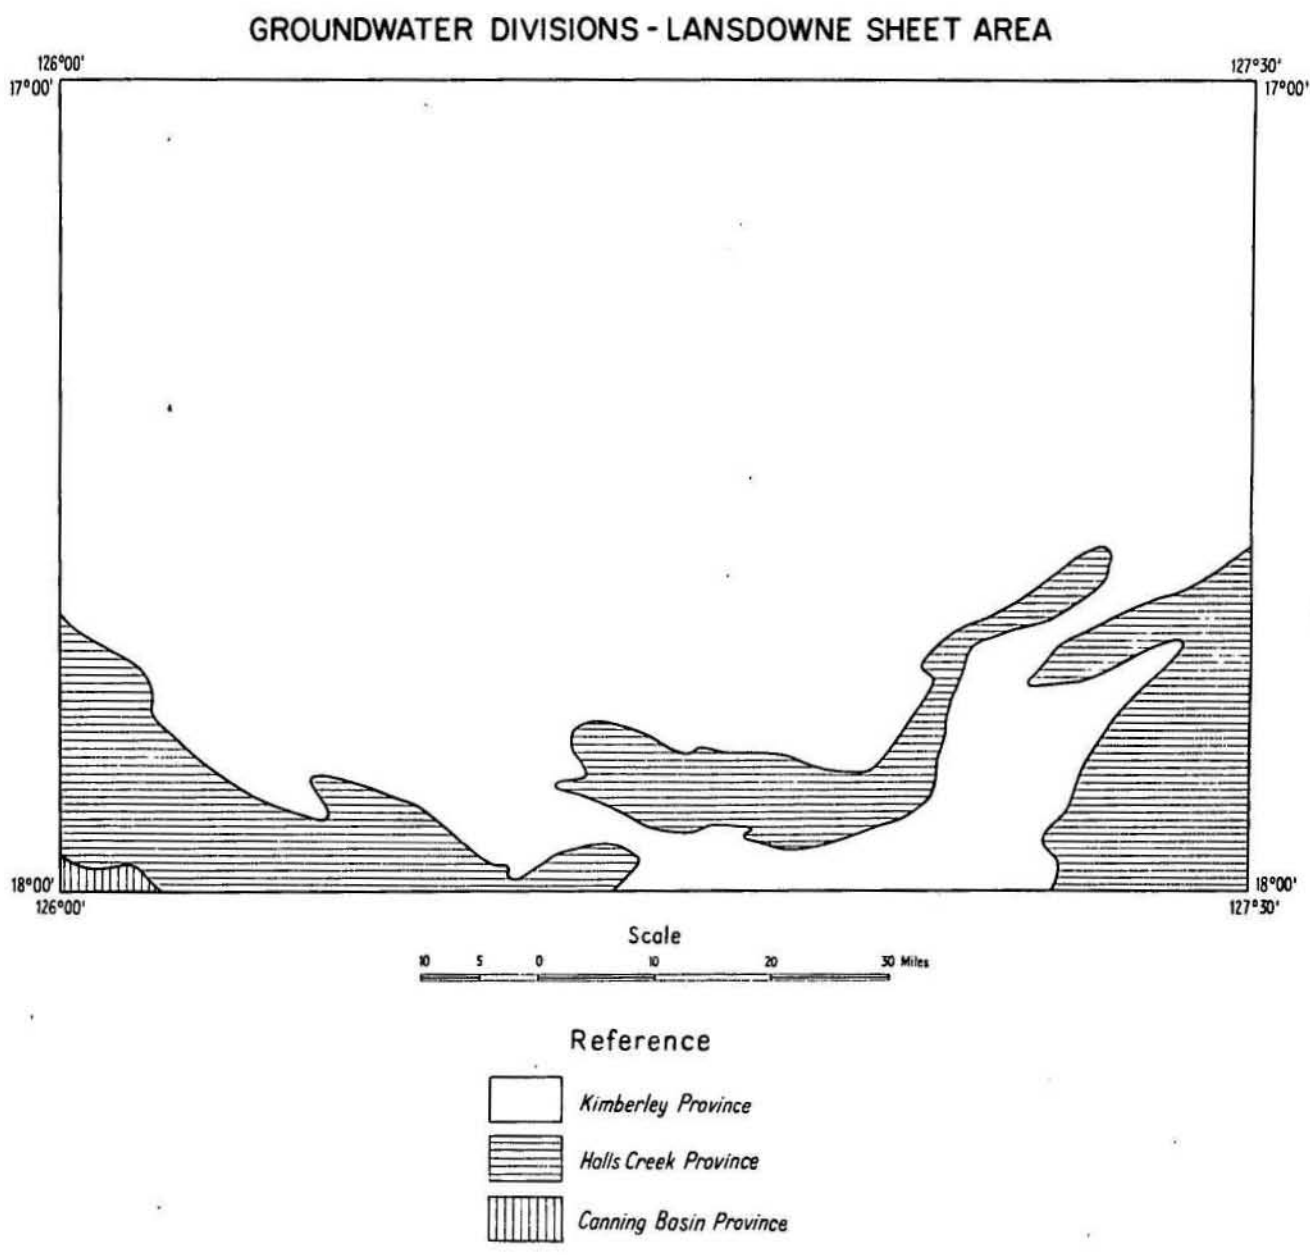 GROUNDWATER DIVISIONS - LANSDOWNE SHEET AREA
126°00' 127°30'
17°00' 17°00'
18°00' 18°00'
126°00' 127°30'
Scale
10 5 0 10 20 30 Miles
Reference
Kimberley Province
Halls Creek Province
Canning Basin Province